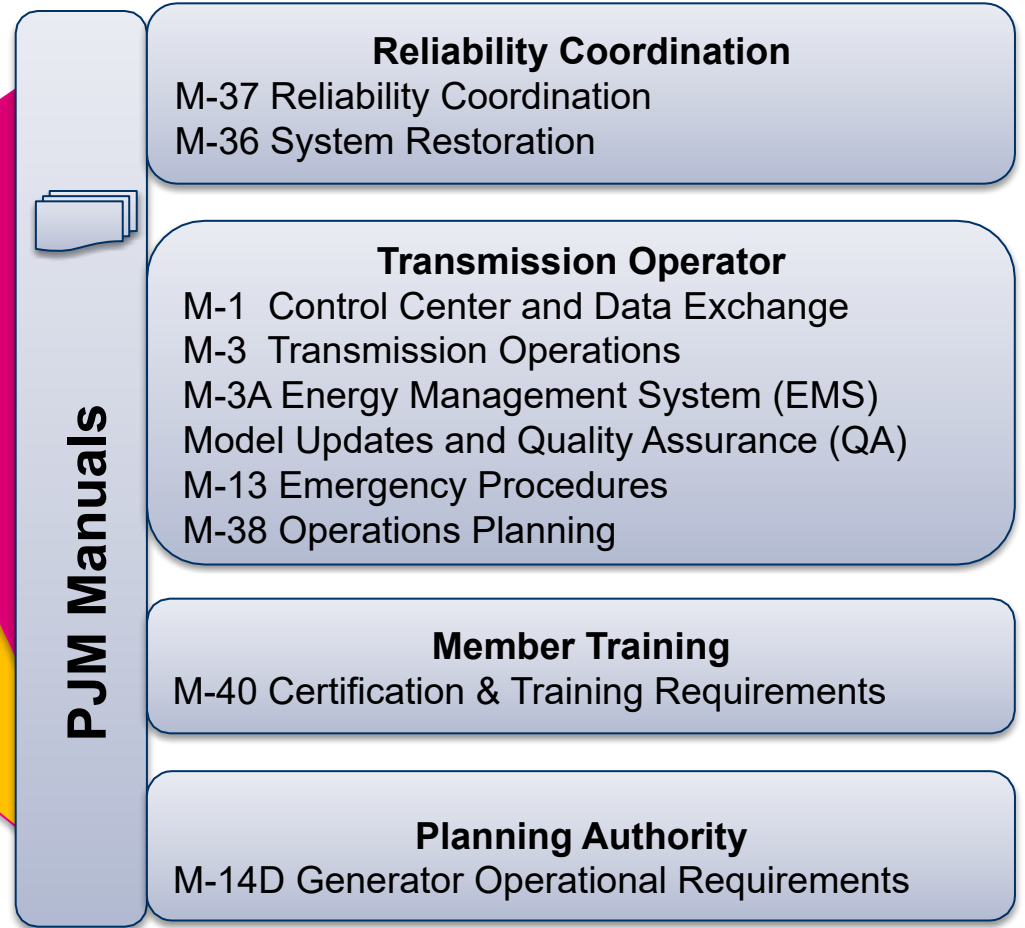 PJM Manuals
Reliability Coordination
M-37 Reliability Coordination
M-36 System Restoration
Transmission Operator
M-1 Control Center and Data Exchange
M-3 Transmission Operations
M-3A Energy Management System (EMS)
Model Updates and Quality Assurance (QA)
M-13 Emergency Procedures
M-38 Operations Planning
Member Training
M-40 Certification & Training Requirements
Planning Authority
M-14D Generator Operational Requirements